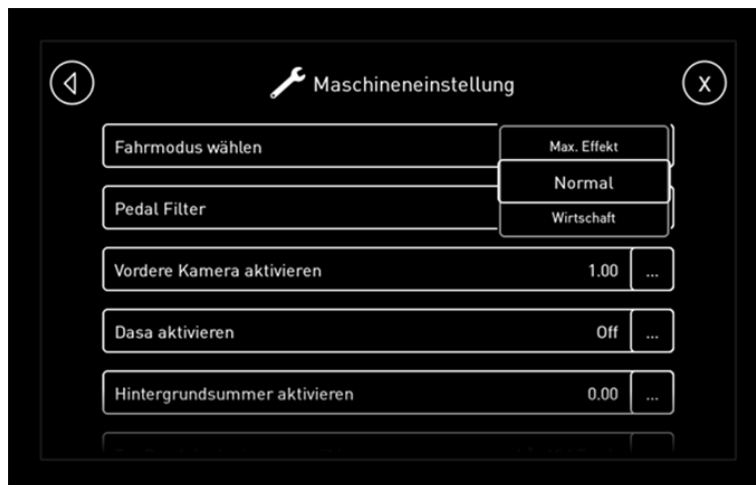 Maschineneinstellung
X
Fahrmodus wählen
Max. Effekt
Normal
Pedal Filter
Wirtschaft
Vordere Kamera aktivieren 1.00 ...
Dasa aktivieren Off ...
Hintergrundsummer aktivieren 0.00 ...